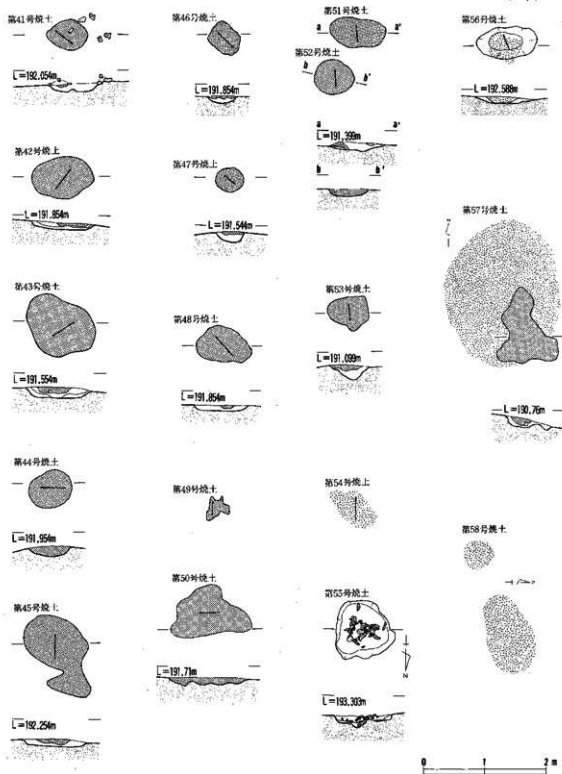 第41号焼土
L=192.054m
第42号焼土
L=191.854m
第43号焼土
L=191.554m
第44号焼土
L=191.954m
第45号焼土
L=192.254m
第46号焼土
L=191.854m
第47号焼土
L=191.544m
第48号焼土
L=191.854m
第49号焼土
第50号焼土
L=191.71m
第51号焼土
a a'
第52号焼土
b b'
a a'
L=191.399m
b b'
第53号焼土
L=191.099m
第54号焼土
第55号焼土
N
L=193.303m
第56号焼土
L=192.588m
第57号焼土
L=190.76m
第58号焼土
0 1 2 m